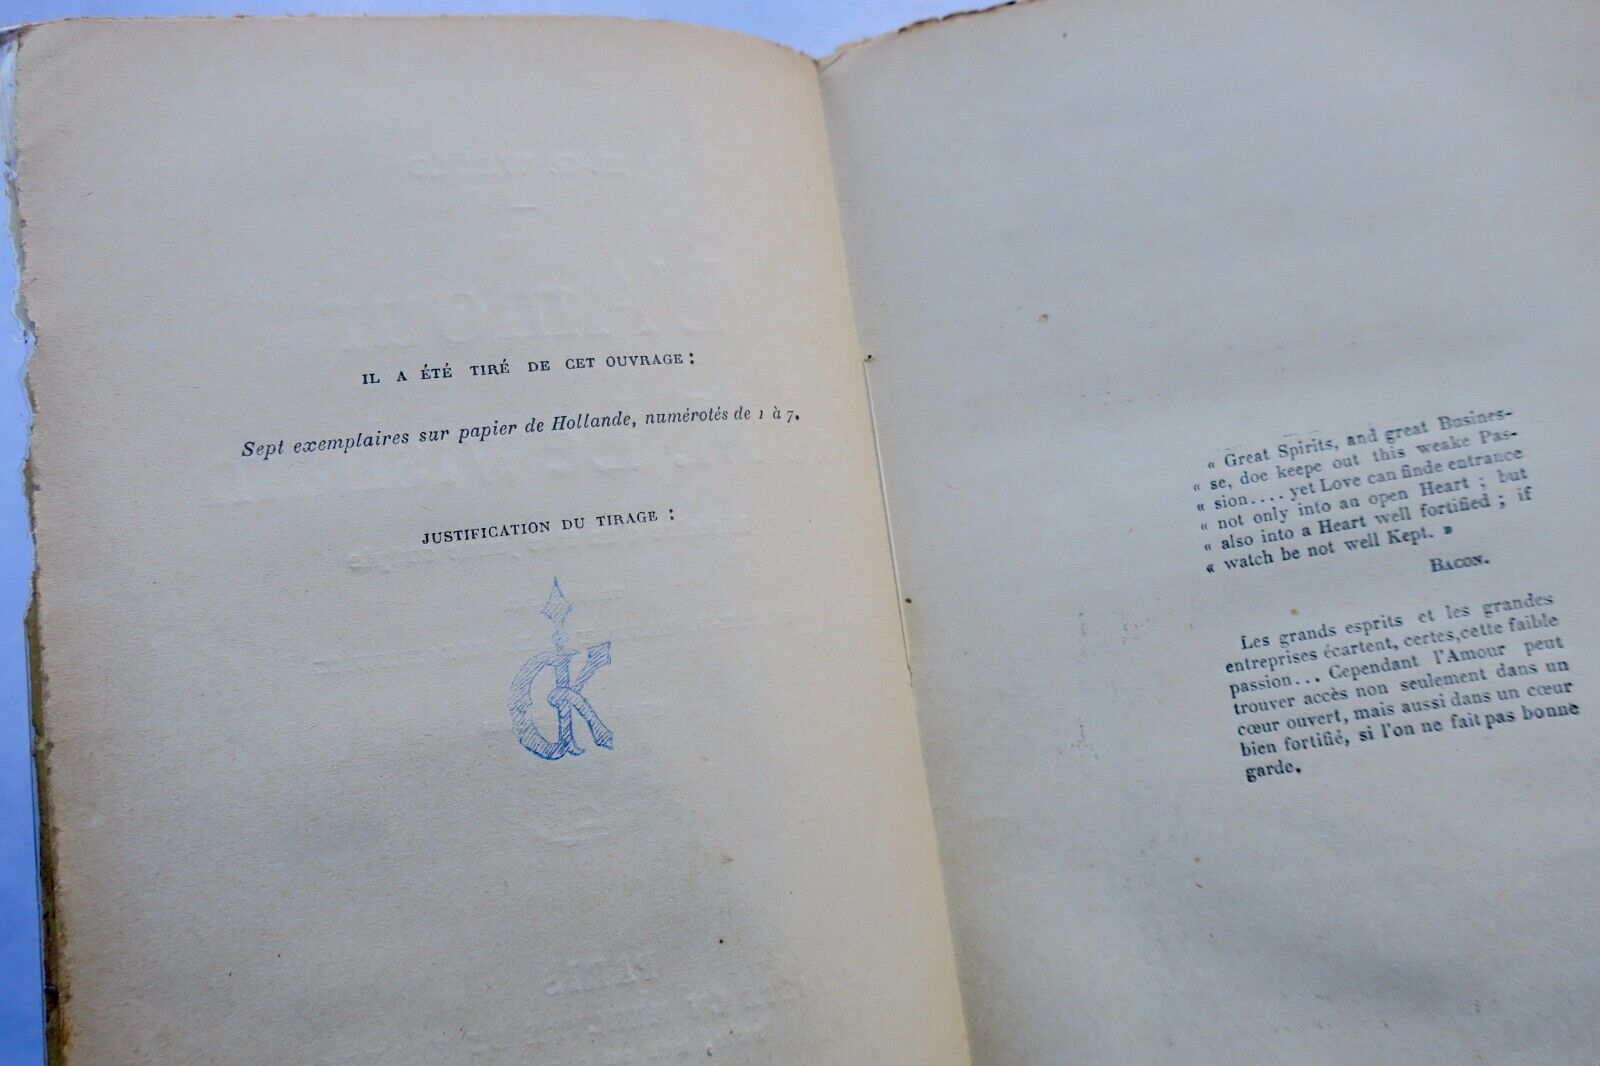 IL A ÉTÉ TIRÉ DE CET OUVRAGE :
Sept exemplaires sur papier de Hollande, numérotés de 1 à 7.
JUSTIFICATION DU TIRAGE :
« Great Spirits, and great Busines-
« se, doe keepe out this weake Pas-
« sion.... yet Love can finde entrance
« not only into an open Heart ; but
« also into a Heart well fortified ; if
« watch be not well Kept. »
BACON.
Les grands esprits et les grandes
entreprises écartent, certes,cette faible
passion... Cependant l'Amour peut
trouver accès non seulement dans un
cœur ouvert, mais aussi dans un cœur
bien fortifié, si l'on ne fait pas bonne
garde.